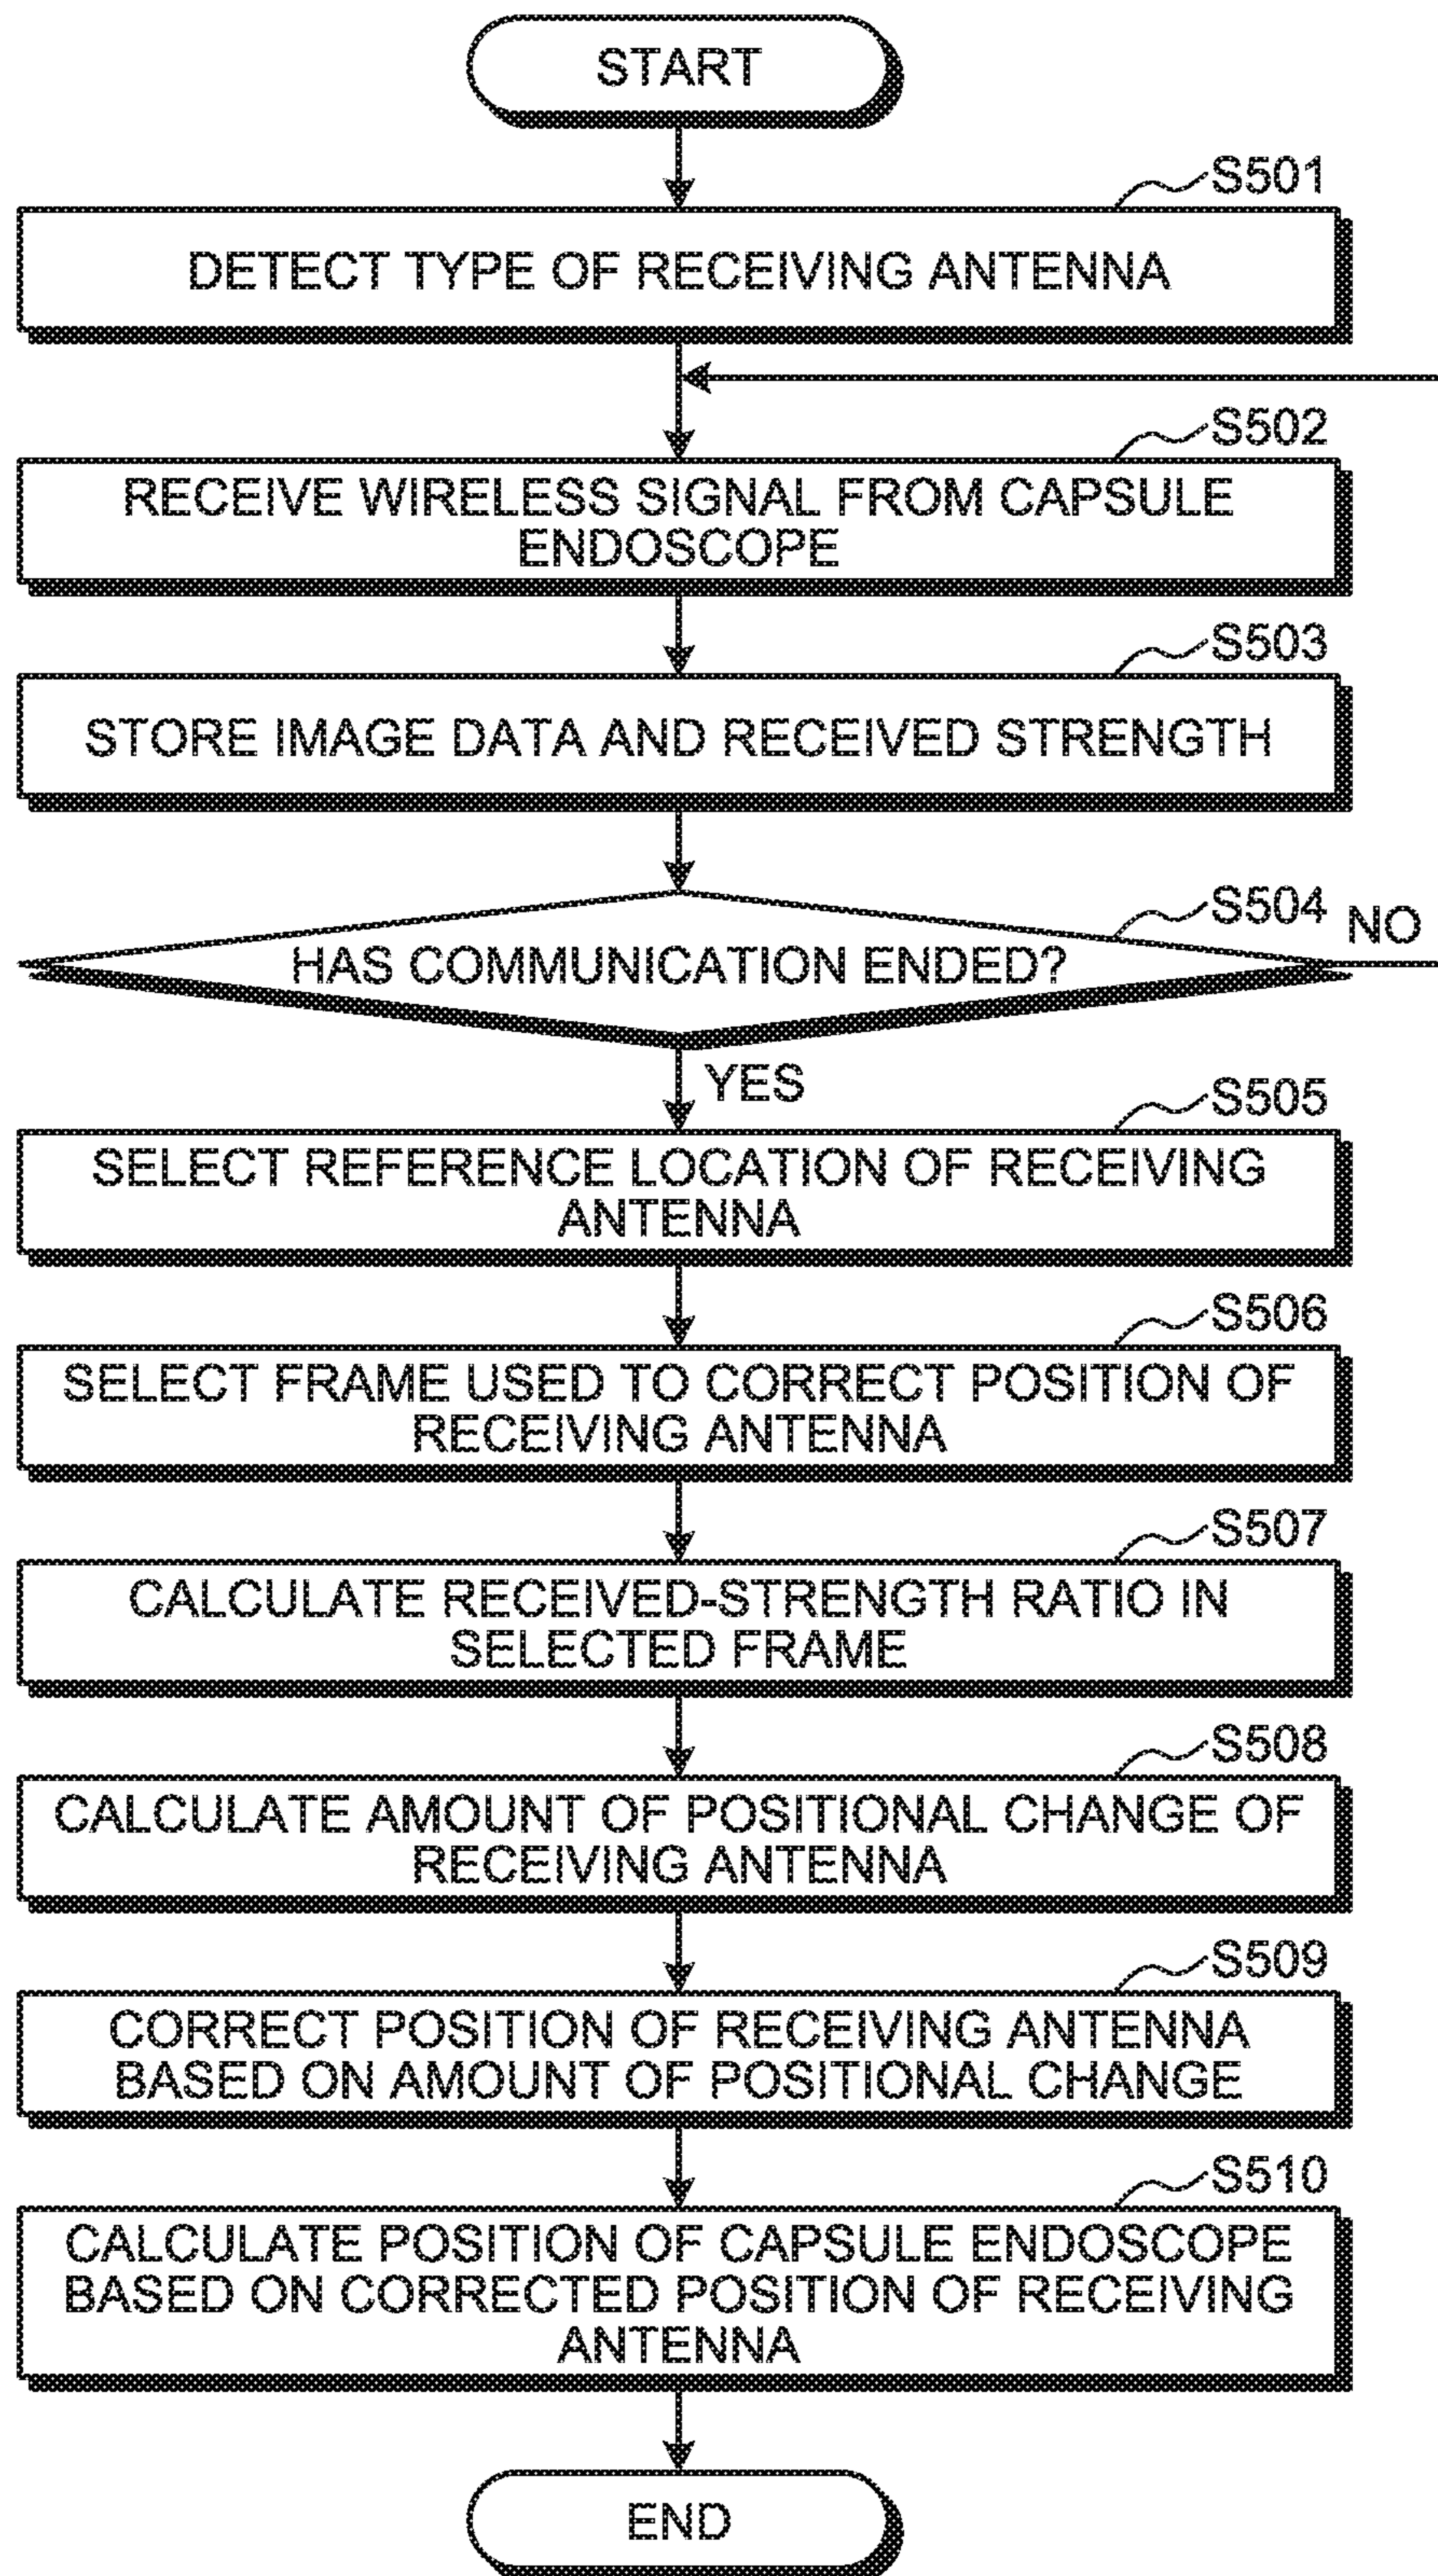 START
S501
DETECT TYPE OF RECEIVING ANTENNA
S502
RECEIVE WIRELESS SIGNAL FROM CAPSULE
ENDOSCOPE
S503
STORE IMAGE DATA AND RECEIVED STRENGTH
S504
NO
HAS COMMUNICATION ENDED?
YES
S505
SELECT REFERENCE LOCATION OF RECEIVING
ANTENNA
S506
SELECT FRAME USED TO CORRECT POSITION OF
RECEIVING ANTENNA
S507
CALCULATE RECEIVED-STRENGTH RATIO IN
SELECTED FRAME
S508
CALCULATE AMOUNT OF POSITIONAL CHANGE OF
RECEIVING ANTENNA
S509
CORRECT POSITION OF RECEIVING ANTENNA
BASED ON AMOUNT OF POSITIONAL CHANGE
S510
CALCULATE POSITION OF CAPSULE ENDOSCOPE
BASED ON CORRECTED POSITION OF RECEIVING
ANTENNA
END